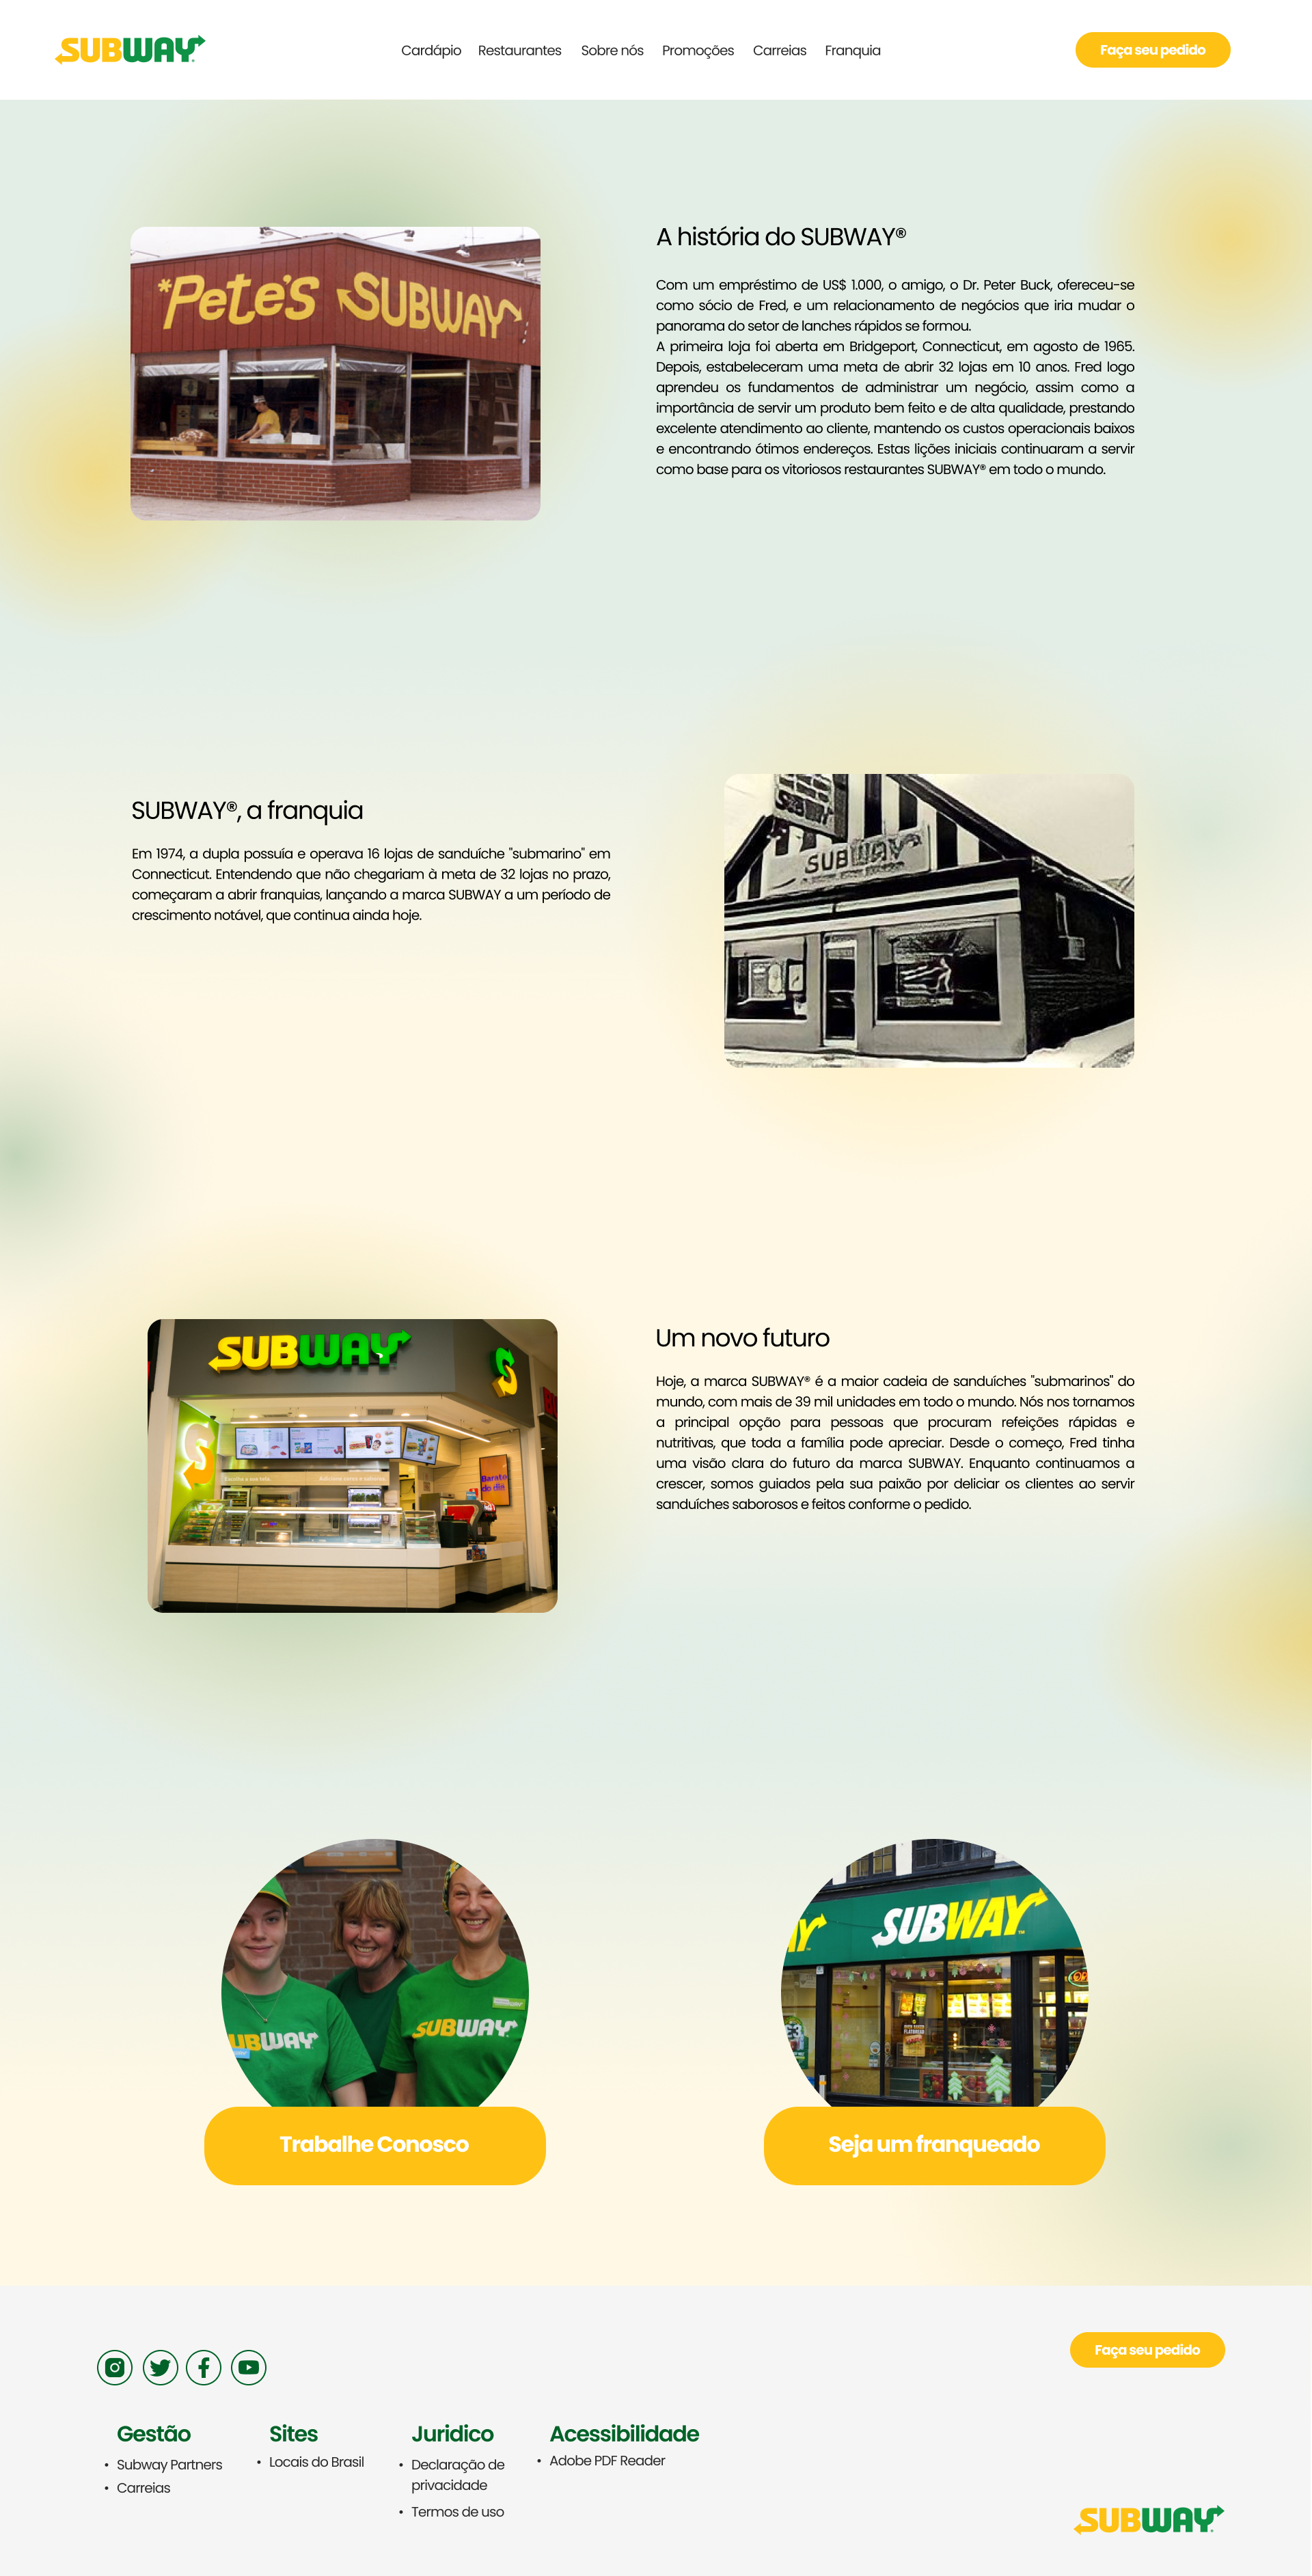 SUBWAY
Cardápio Restaurantes Sobre nós Promoções Carreias Franquia
Faça seu pedido
*Pete's SUBWAY
A história do SUBWAY®
Com um empréstimo de US$ 1.000, o amigo, o Dr. Peter Buck, ofereceu-se
como sócio de Fred, e um relacionamento de negócios que iria mudar o
panorama do setor de lanches rápidos se formou.
A primeira loja foi aberta em Bridgeport, Connecticut, em agosto de 1965.
Depois, estabeleceram uma meta de abrir 32 lojas em 10 anos. Fred logo
aprendeu os fundamentos de administrar um negócio, assim como a
importância de servir um produto bem feito e de alta qualidade, prestando
excelente atendimento ao cliente, mantendo os custos operacionais baixos
e encontrando ótimos endereços. Estas lições iniciais continuaram a servir
como base para os vitoriosos restaurantes SUBWAY® em todo o mundo.
SUBWAY®, a franquia
Em 1974, a dupla possuía e operava 16 lojas de sanduíche "submarino" em
Connecticut. Entendendo que não chegariam à meta de 32 lojas no prazo,
começaram a abrir franquias, lançando a marca SUBWAY a um período de
crescimento notável, que continua ainda hoje.
SUBWAY
SUBWAY
Barato
do dia
Um novo futuro
Hoje, a marca SUBWAY® é a maior cadeia de sanduíches "submarinos" do
mundo, com mais de 39 mil unidades em todo o mundo. Nós nos tornamos
a principal opção para pessoas que procuram refeições rápidas e
nutritivas, que toda a família pode apreciar. Desde o começo, Fred tinha
uma visão clara do futuro da marca SUBWAY. Enquanto continuamos a
crescer, somos guiados pela sua paixão por deliciar os clientes ao servir
sanduíches saborosos e feitos conforme o pedido.
UBWAY
SUBWAY
AY
SUBWAY™
Trabalhe Conosco
Seja um franqueado
Faça seu pedido
Gestão
• Subway Partners
• Carreias
Sites
• Locais do Brasil
Juridico
• Declaração de
privacidade
• Termos de uso
Acessibilidade
• Adobe PDF Reader
SUBWAY